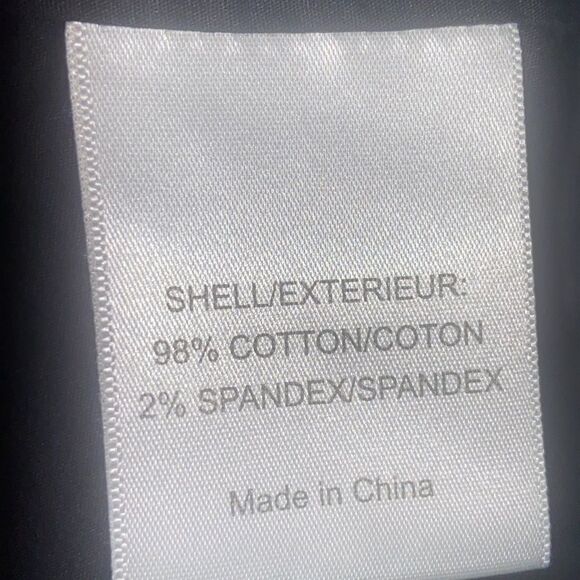 SHELL/EXTERIEUR:
98% COTTON/COTON
2% SPANDEX/SPANDEX
Made in China